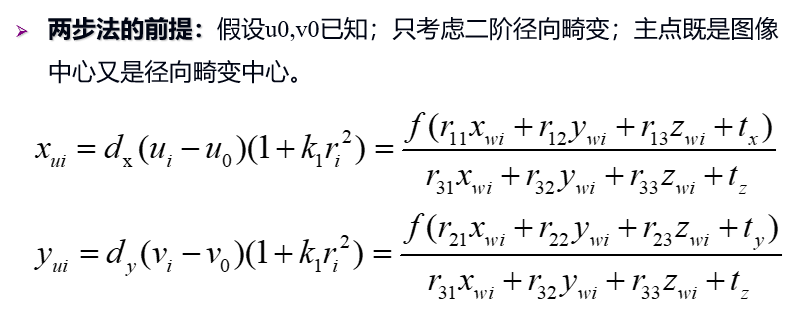 ➢ 两步法的前提：假设u0,v0已知；只考虑二阶径向畸变；主点既是图像
中心又是径向畸变中心。
x_{ui} = d_x(u_i − u_0)(1 + k_1 r_i^2) = \frac{f(r_{11}x_{wi} + r_{12}y_{wi} + r_{13}z_{wi} + t_x)}{r_{31}x_{wi} + r_{32}y_{wi} + r_{33}z_{wi} + t_z}
y_{ui} = d_y(v_i − v_0)(1 + k_1 r_i^2) = \frac{f(r_{21}x_{wi} + r_{22}y_{wi} + r_{23}z_{wi} + t_y)}{r_{31}x_{wi} + r_{32}y_{wi} + r_{33}z_{wi} + t_z}